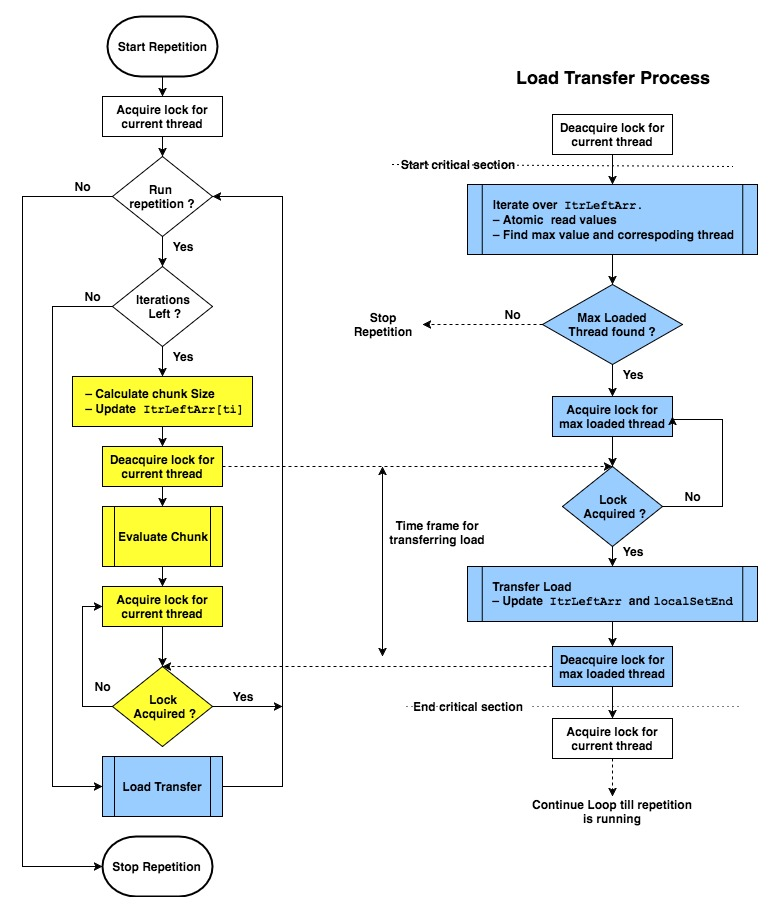 Start Repetition
Acquire lock for
current thread
Run
repetition ?
No
Yes
Iterations
Left ?
No
Yes
– Calculate chunk Size
– Update ItrLeftArr[ti]
Deacquire lock for
current thread
Evaluate Chunk
Acquire lock for
current thread
Lock
Acquired ?
No
Yes
Load Transfer
Stop Repetition
Time frame for
transferring load
Load Transfer Process
Deacquire lock for
current thread
Start critical section
Iterate over ItrLeftArr.
– Atomic read values
– Find max value and correspoding thread
Max Loaded
Thread found ?
No
Stop
Repetition
Yes
Acquire lock for
max loaded thread
Lock
Acquired ?
No
Yes
Transfer Load
– Update ItrLeftArr and localSetEnd
Deacquire lock for
max loaded thread
End critical section
Acquire lock for
current thread
Continue Loop till repetition
is running